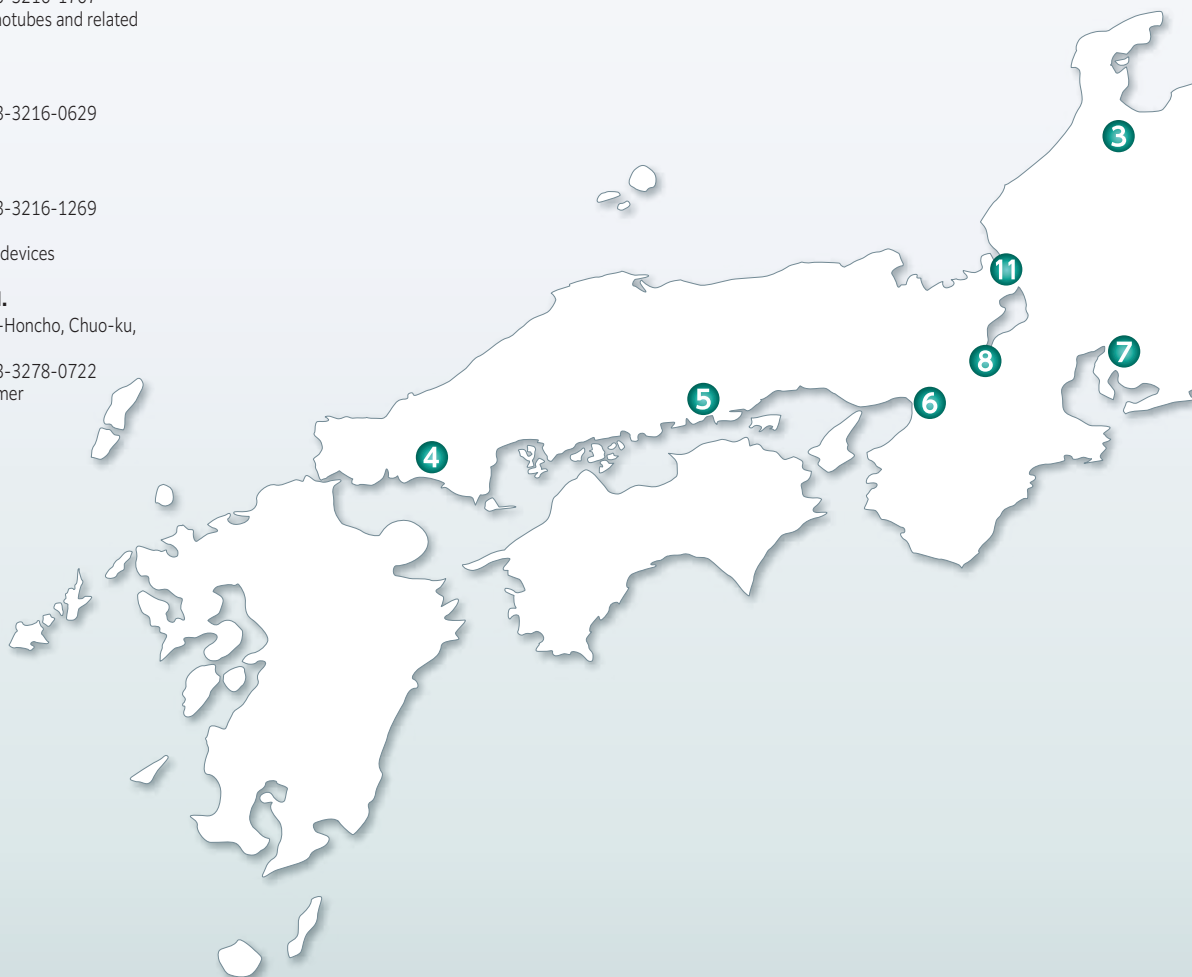 notubes and related
3-3216-0629
3-3216-1269
devices
-Honcho, Chuo-ku,
3-3278-0722
mer
3
11
7
8
5
6
4